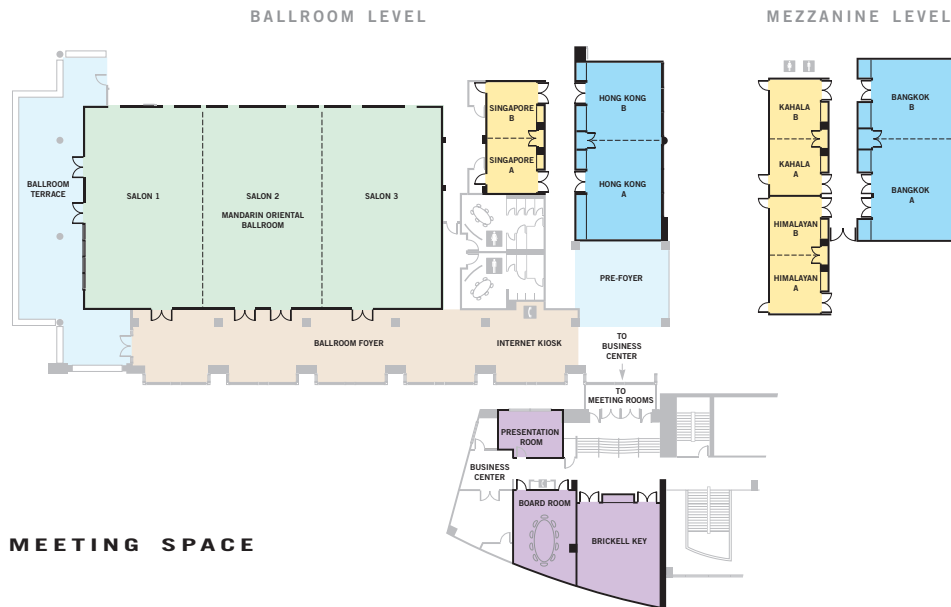 BALLROOM LEVEL
MEZZANINE LEVEL
SINGAPORE
B
SINGAPORE
A
HONG KONG
B
HONG KONG
A
KAHALA
B
KAHALA
A
HIMALAYAN
B
HIMALAYAN
A
BANGKOK
B
BANGKOK
A
BALLROOM
TERRACE
SALON 1
SALON 2
SALON 3
MANDARIN ORIENTAL
BALLROOM
PRE-FOYER
BALLROOM FOYER
INTERNET KIOSK
TO
BUSINESS
CENTER
TO
MEETING ROOMS
PRESENTATION
ROOM
BUSINESS
CENTER
BOARD ROOM
BRICKELL KEY
MEETING SPACE